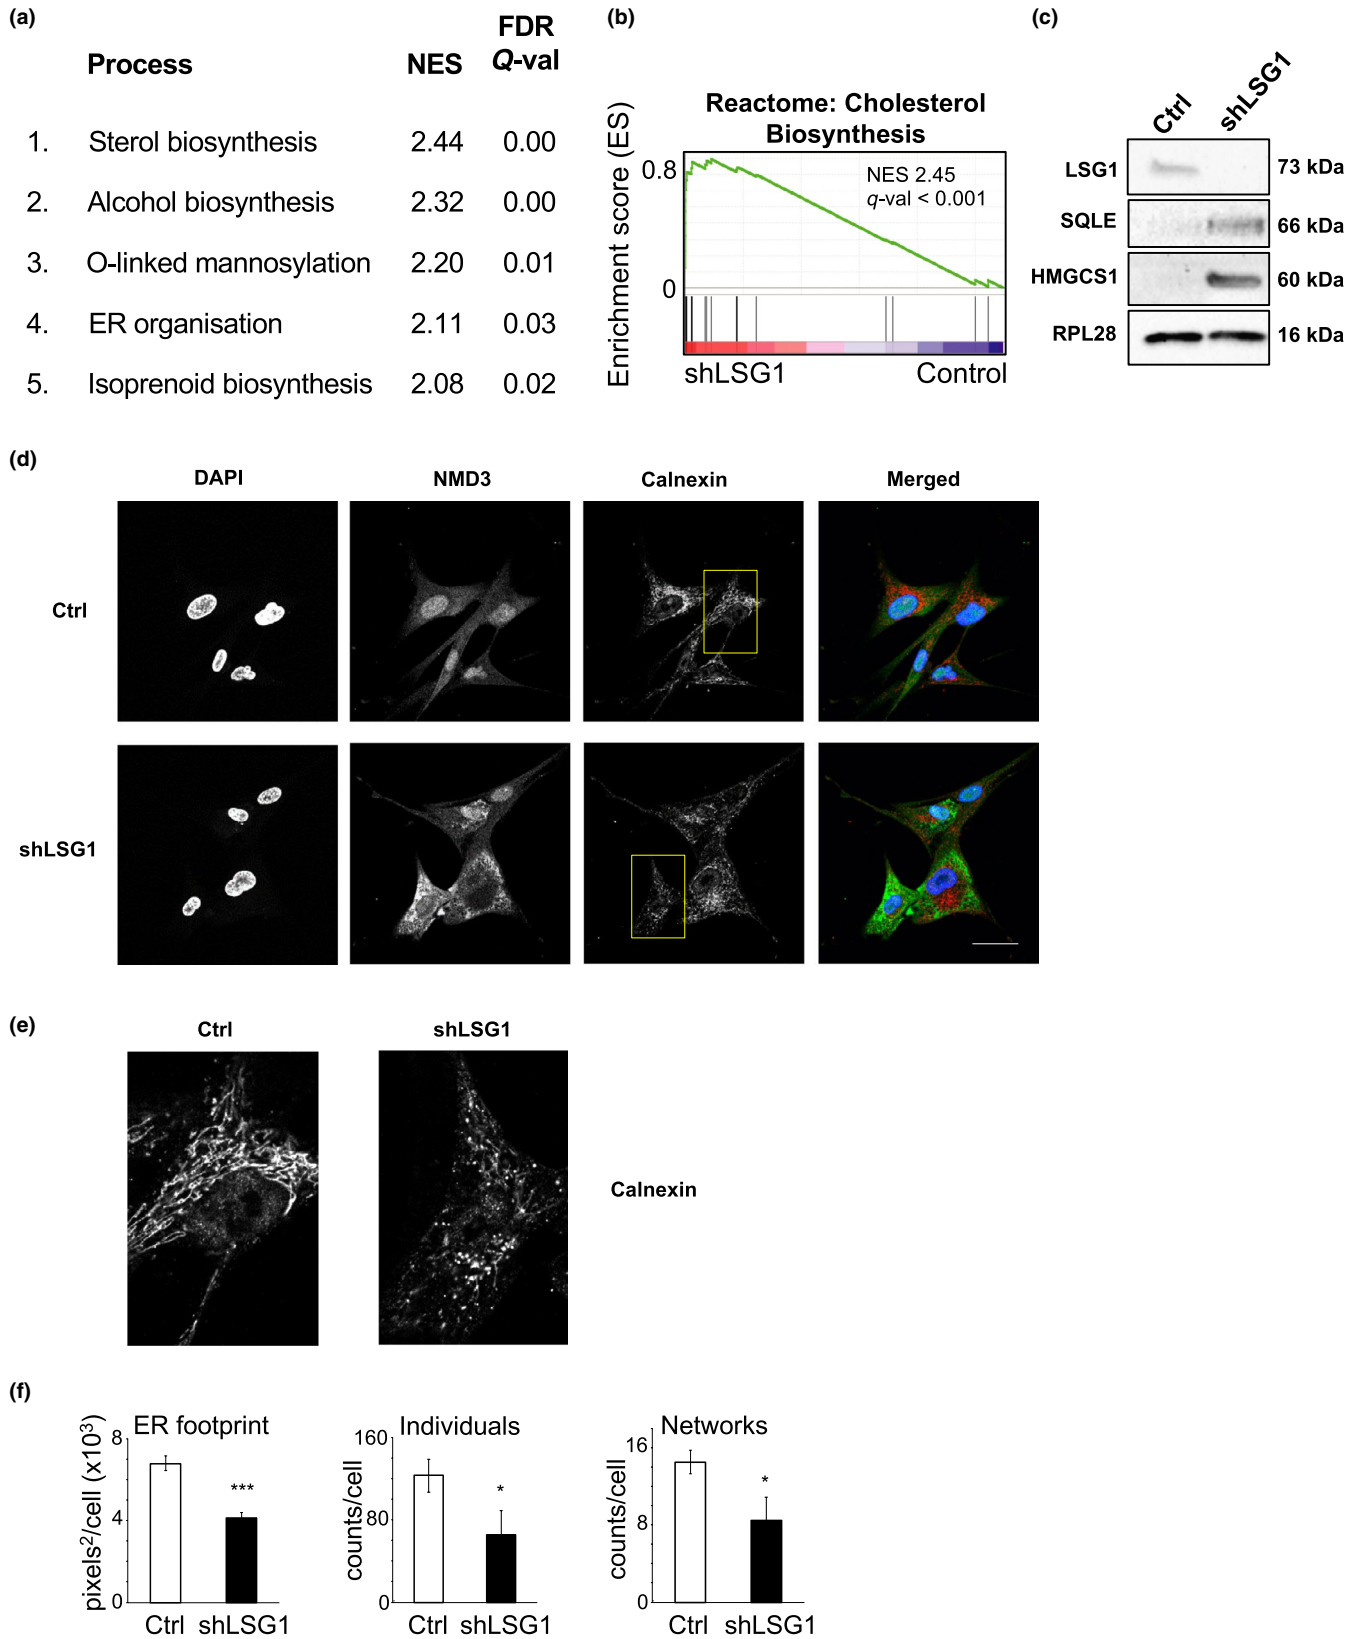 (a)
Process NES FDR Q-val
1. Sterol biosynthesis 2.44 0.00
2. Alcohol biosynthesis 2.32 0.00
3. O-linked mannosylation 2.20 0.01
4. ER organisation 2.11 0.03
5. Isoprenoid biosynthesis 2.08 0.02
(b)
Reactome: Cholesterol
Biosynthesis
Enrichment score (ES)
0.8
0
NES 2.45
q-val < 0.001
shLSG1 Control
(c)
Ctrl shLSG1
LSG1 73 kDa
SQLE 66 kDa
HMGCS1 60 kDa
RPL28 16 kDa
(d)
DAPI NMD3 Calnexin Merged
Ctrl
shLSG1
(e)
Ctrl shLSG1
Calnexin
(f)
ER footprint
pixels²/cell (x10³)
8
4
0
***
Ctrl shLSG1
Individuals
counts/cell
160
80
0
*
Ctrl shLSG1
Networks
counts/cell
16
8
0
*
Ctrl shLSG1